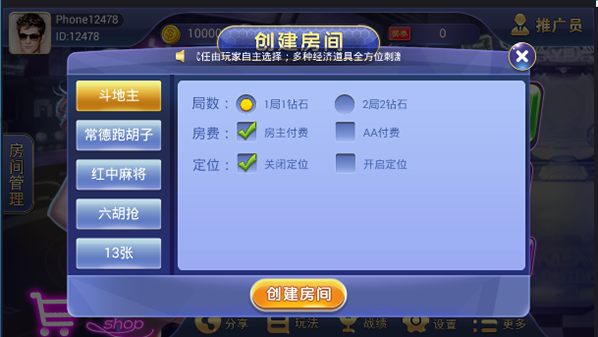 Phone12478
ID:12478
10000
0
推广员
创建房间
任由玩家自主选择；多种经济道具全方位刺激
斗地主
常德跑胡子
红中麻将
六胡抢
13张
房间管理
局数： 1局1钻石 2局2钻石
房费： 房主付费 AA付费
定位： 关闭定位 开启定位
创建房间
shop
分享
玩法
战绩
设置
更多